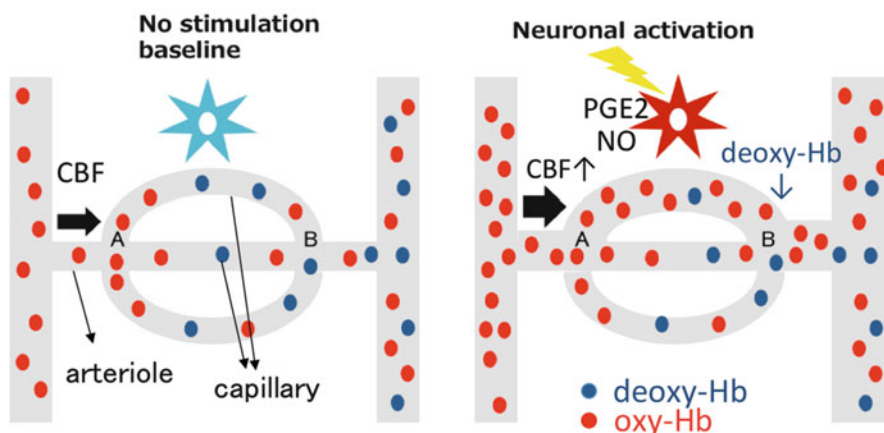 No stimulation
baseline
CBF
A
B
arteriole
capillary
Neuronal activation
PGE2
NO
CBF↑
deoxy-Hb
↓
A
B
deoxy-Hb
oxy-Hb